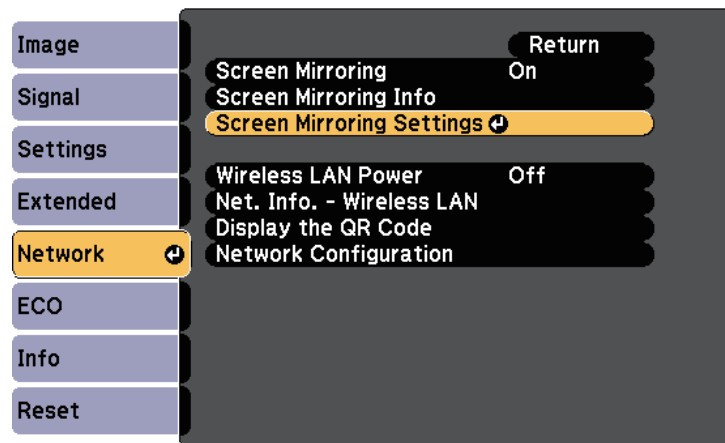 Image
Signal
Settings
Extended
Network
ECO
Info
Reset
Return
Screen Mirroring On
Screen Mirroring Info
Screen Mirroring Settings
Wireless LAN Power Off
Net. Info. - Wireless LAN
Display the QR Code
Network Configuration